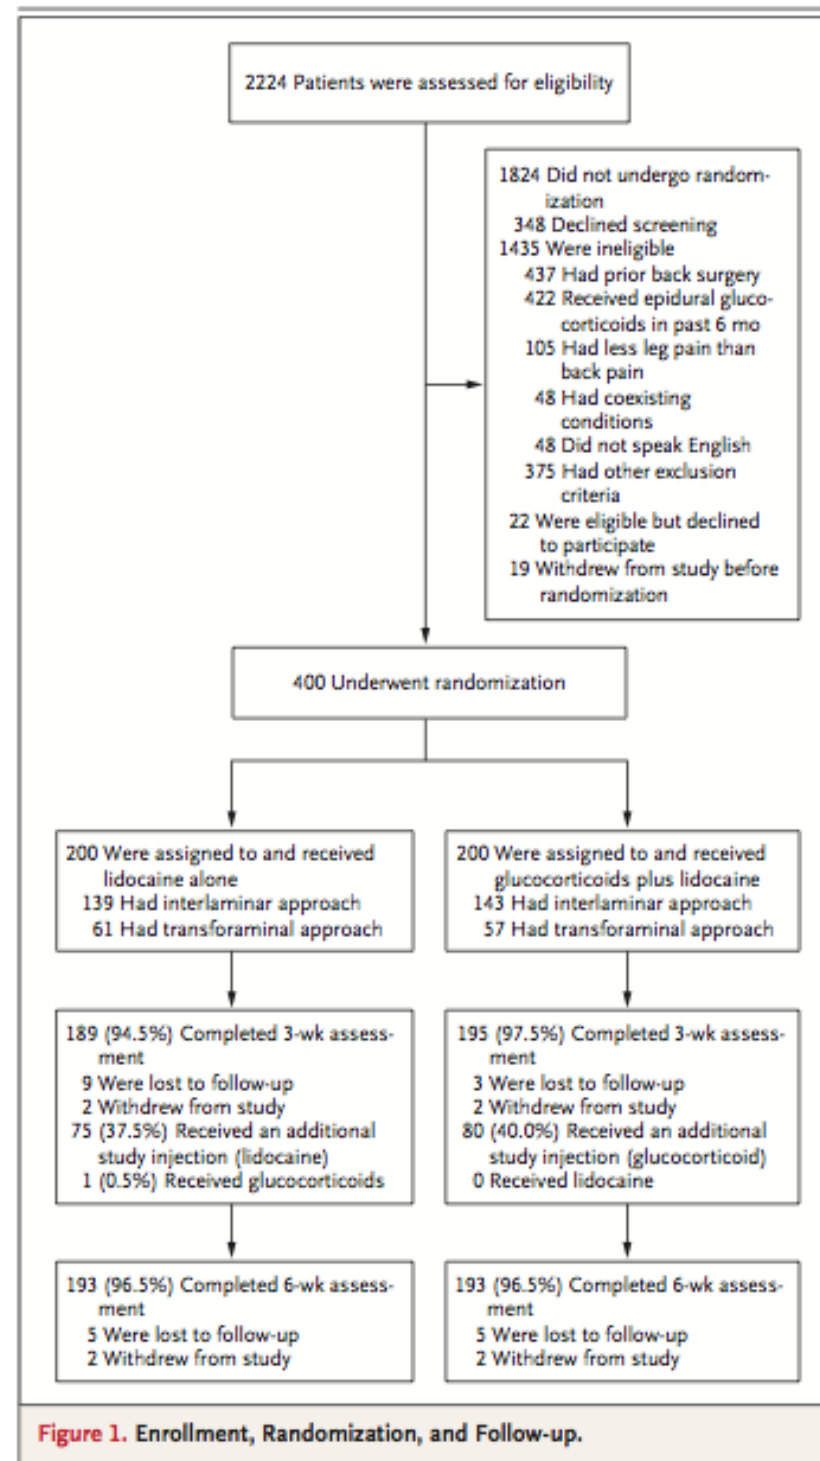 2224 Patients were assessed for eligibility
1824 Did not undergo random-
ization
348 Declined screening
1435 Were ineligible
437 Had prior back surgery
422 Received epidural gluco-
corticoids in past 6 mo
105 Had less leg pain than
back pain
48 Had coexisting
conditions
48 Did not speak English
375 Had other exclusion
criteria
22 Were eligible but declined
to participate
19 Withdrew from study before
randomization
400 Underwent randomization
200 Were assigned to and received
lidocaine alone
139 Had interlaminar approach
61 Had transforaminal approach
200 Were assigned to and received
glucocorticoids plus lidocaine
143 Had interlaminar approach
57 Had transforaminal approach
189 (94.5%) Completed 3-wk assess-
ment
9 Were lost to follow-up
2 Withdrew from study
75 (37.5%) Received an additional
study injection (lidocaine)
1 (0.5%) Received glucocorticoids
195 (97.5%) Completed 3-wk assess-
ment
3 Were lost to follow-up
2 Withdrew from study
80 (40.0%) Received an additional
study injection (glucocorticoid)
0 Received lidocaine
193 (96.5%) Completed 6-wk assess-
ment
5 Were lost to follow-up
2 Withdrew from study
193 (96.5%) Completed 6-wk assess-
ment
5 Were lost to follow-up
2 Withdrew from study
Figure 1. Enrollment, Randomization, and Follow-up.